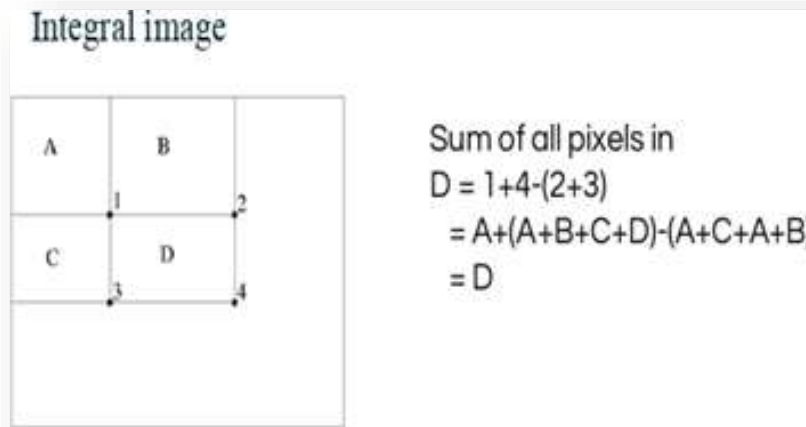 Integral image
A B
1 2
C D
3 4
Sum of all pixels in
D = 1+4-(2+3)
= A+(A+B+C+D)-(A+C+A+B
= D